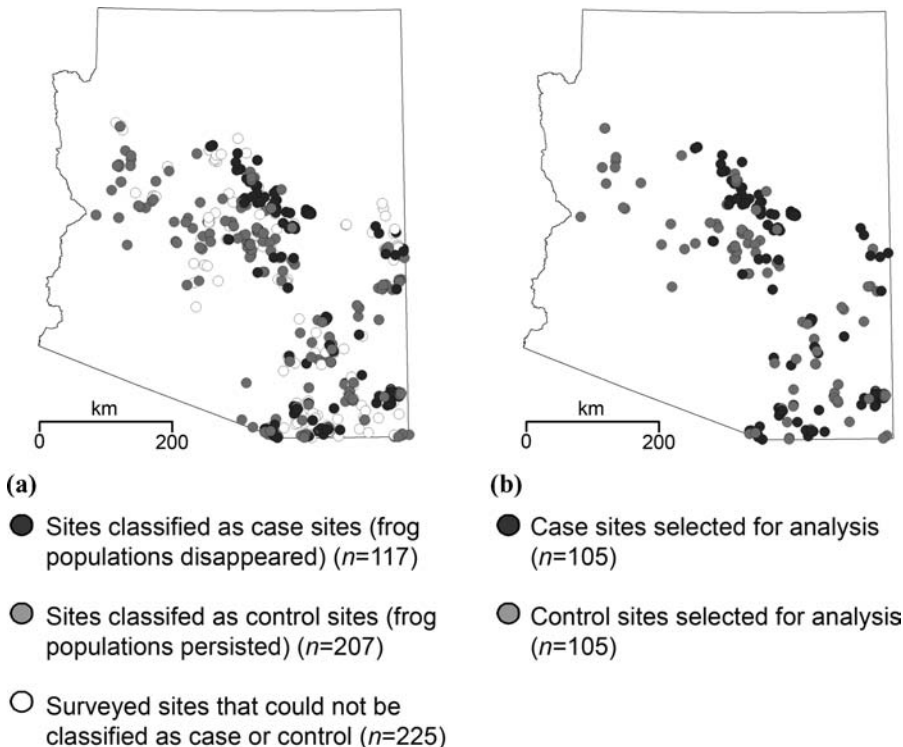 km
0 200
km
0 200
(a)
Sites classified as case sites (frog
populations disappeared) (n=117)
Sites classifed as control sites (frog
populations persisted) (n=207)
Surveyed sites that could not be
classified as case or control (n=225)
(b)
Case sites selected for analysis
(n=105)
Control sites selected for analysis
(n=105)